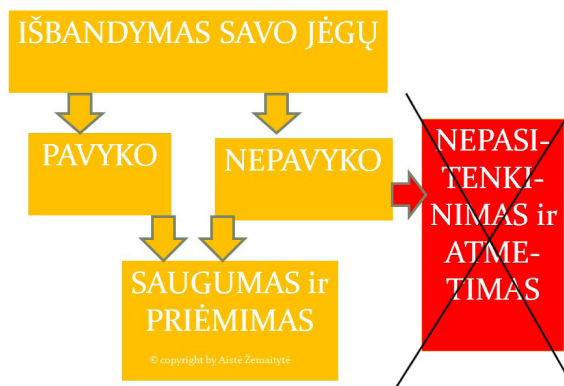 IŠBANDYMAS SAVO JĖGŲ
PAVYKO
NEPAVYKO
NEPASI-
TENKI-
NIMAS ir
ATME-
TIMAS
SAUGUMAS ir
PRIĖMIMAS
© copyright by Aistė Žemaitytė